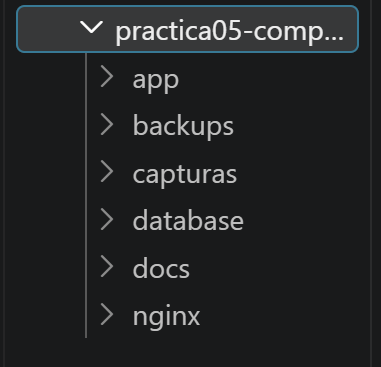 practica05-comp...
app
backups
capturas
database
docs
nginx